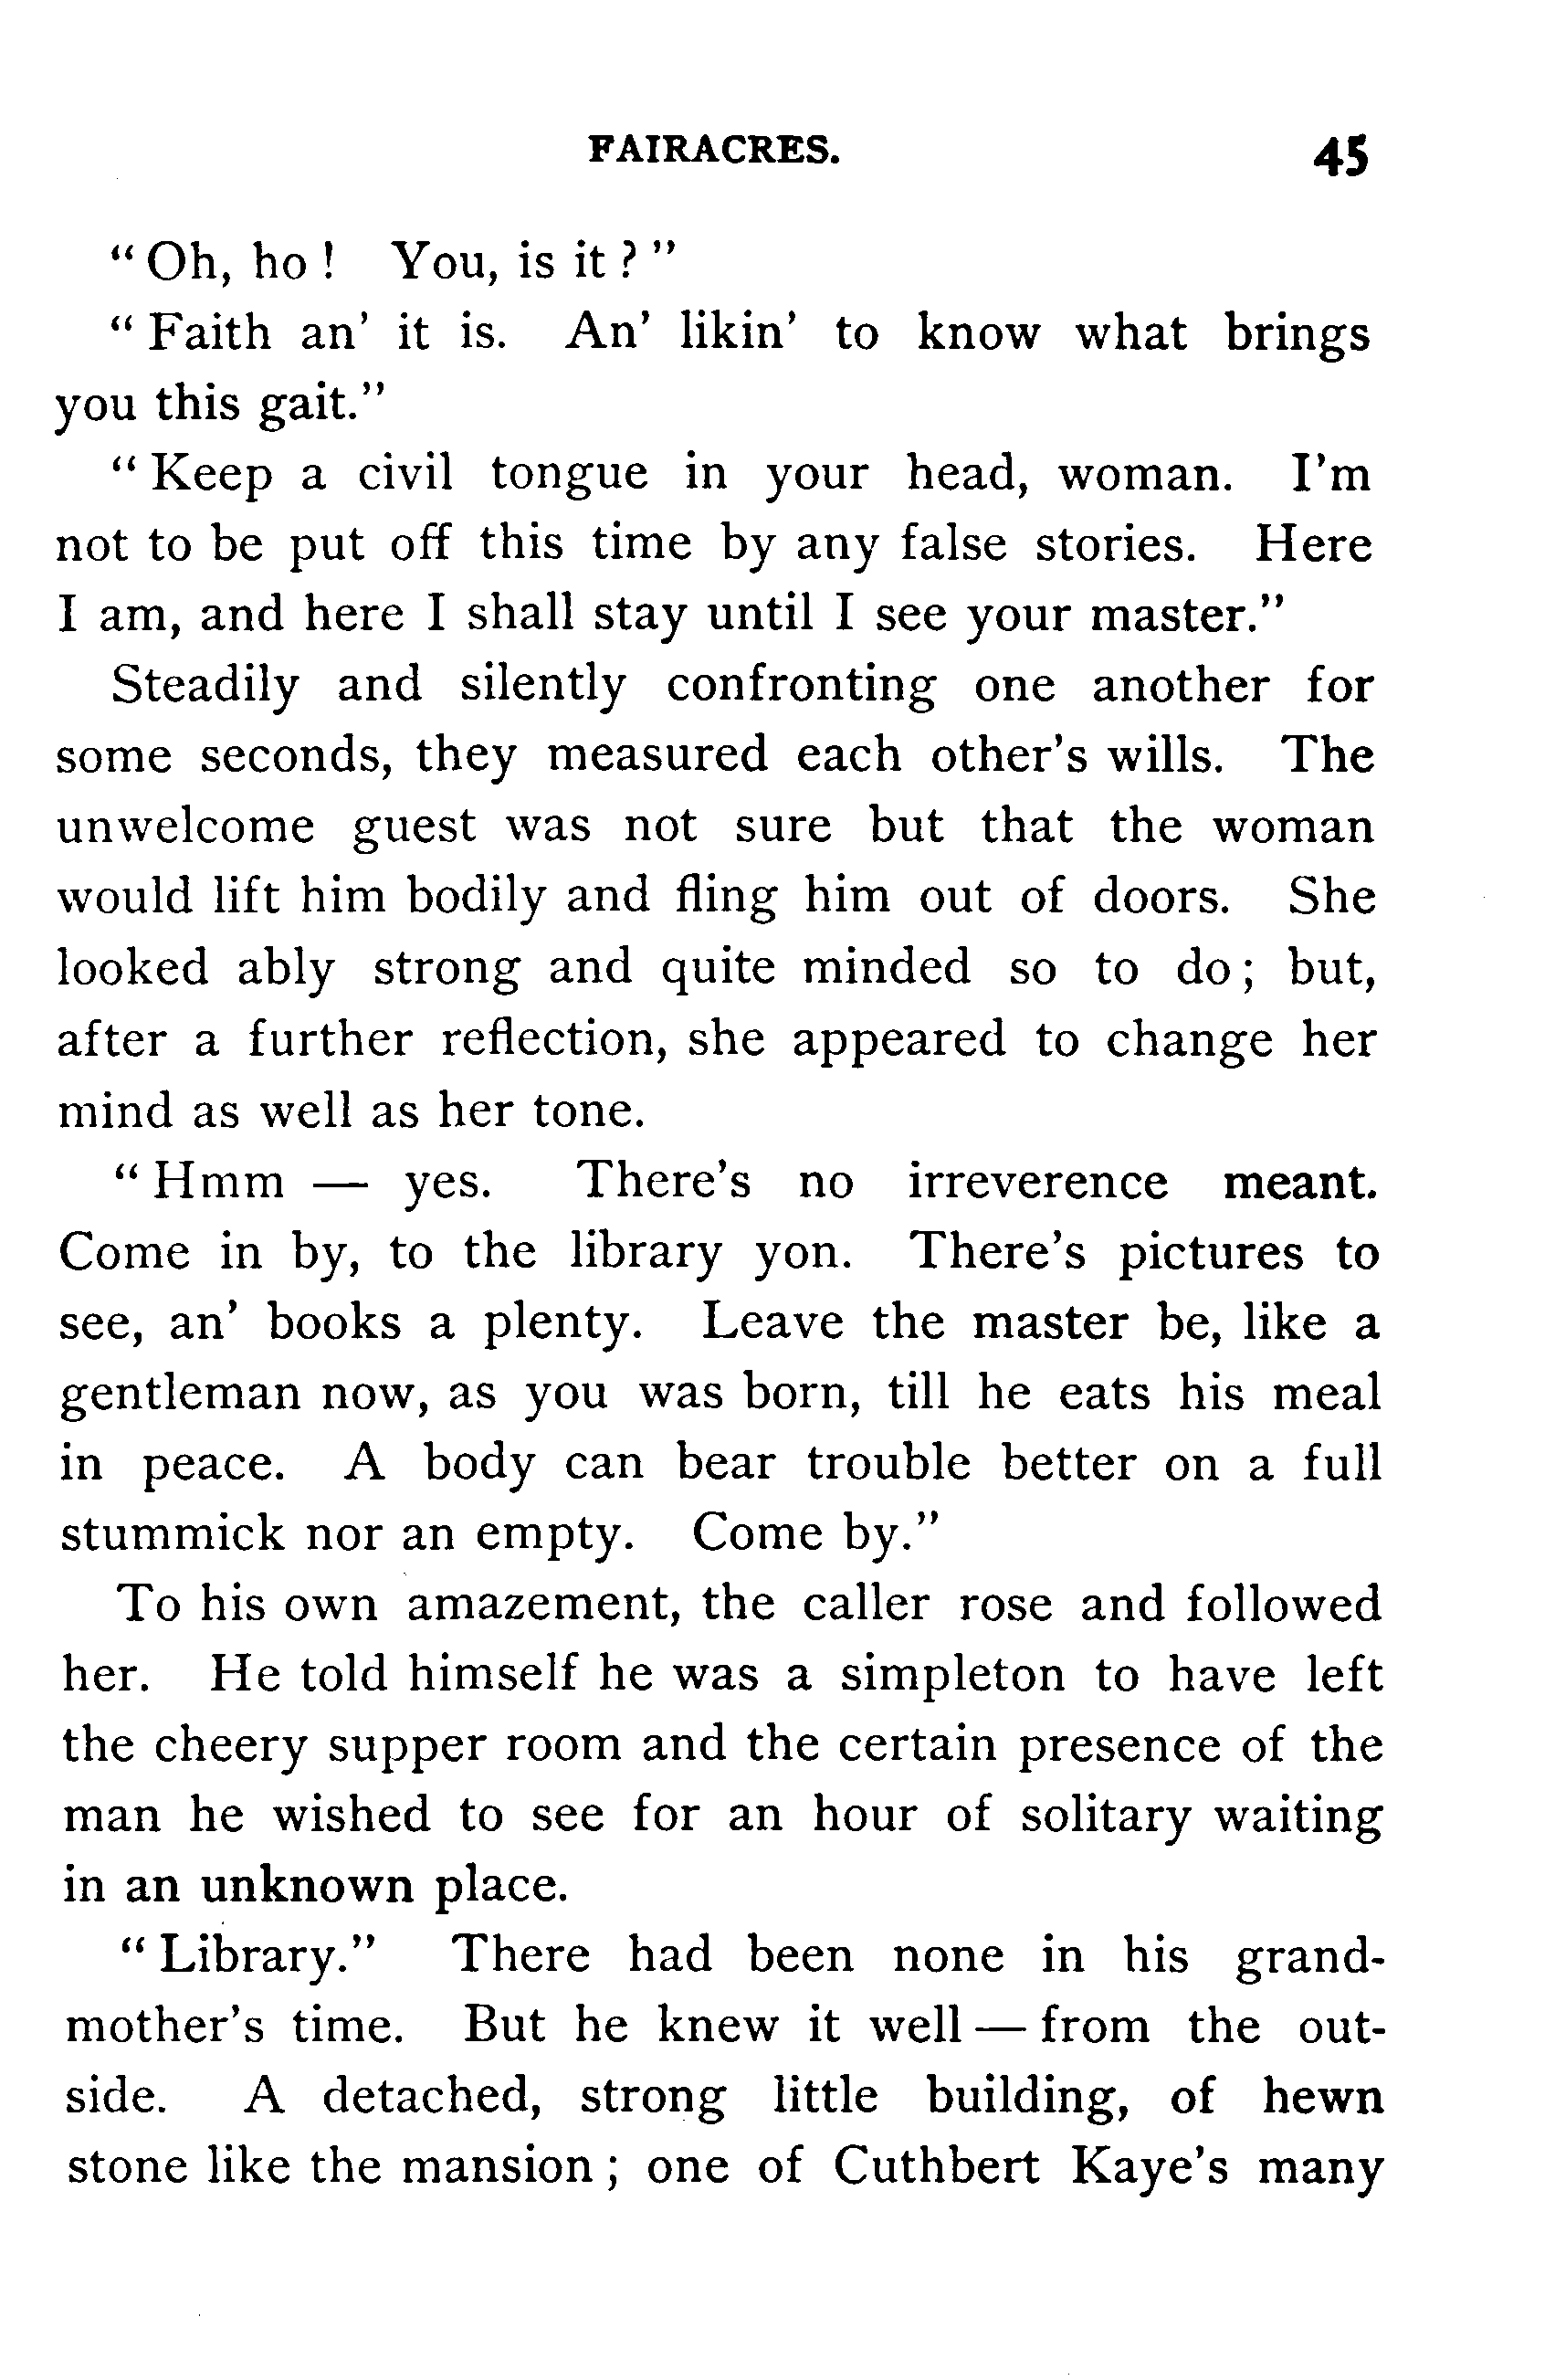 FAIRACRES. 45
“Oh, ho! You, is it?”
“Faith an’ it is. An’ likin’ to know what brings
you this gait.”
“Keep a civil tongue in your head, woman. I’m
not to be put off this time by any false stories. Here
I am, and here I shall stay until I see your master.”
Steadily and silently confronting one another for
some seconds, they measured each other’s wills. The
unwelcome guest was not sure but that the woman
would lift him bodily and fling him out of doors. She
looked ably strong and quite minded so to do; but,
after a further reflection, she appeared to change her
mind as well as her tone.
“Hmm — yes. There’s no irreverence meant.
Come in by, to the library yon. There’s pictures to
see, an’ books a plenty. Leave the master be, like a
gentleman now, as you was born, till he eats his meal
in peace. A body can bear trouble better on a full
stummick nor an empty. Come by.”
To his own amazement, the caller rose and followed
her. He told himself he was a simpleton to have left
the cheery supper room and the certain presence of the
man he wished to see for an hour of solitary waiting
in an unknown place.
“Library.” There had been none in his grand-
mother’s time. But he knew it well — from the out-
side. A detached, strong little building, of hewn
stone like the mansion; one of Cuthbert Kaye’s many